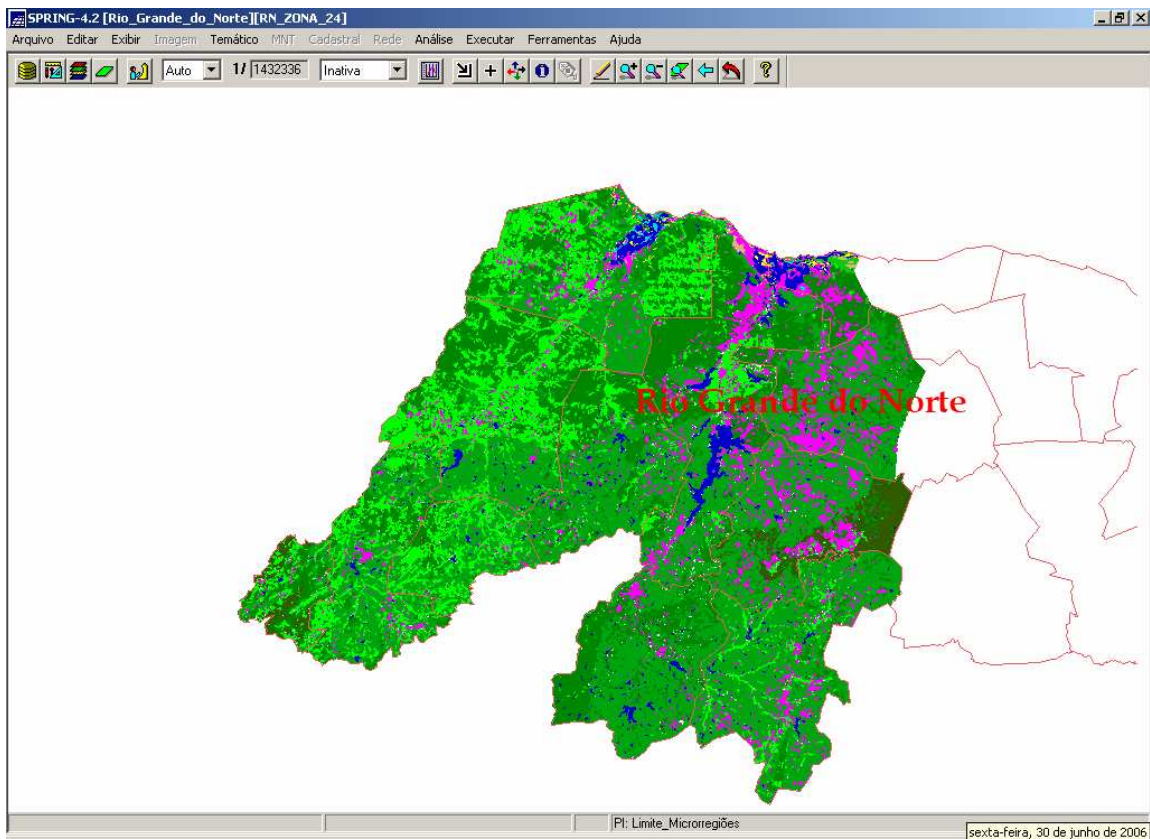 SPRING-4.2 [Rio_Grande_do_Norte][RN_ZONA_24]
Arquivo Editar Exibir Imagem Temático MNT Cadastral Rede Análise Executar Ferramentas Ajuda
Auto 1/ 1432336 Inativa
Rio Grande do Norte
PI: Limite_Microrregiões
sexta-feira, 30 de junho de 2006